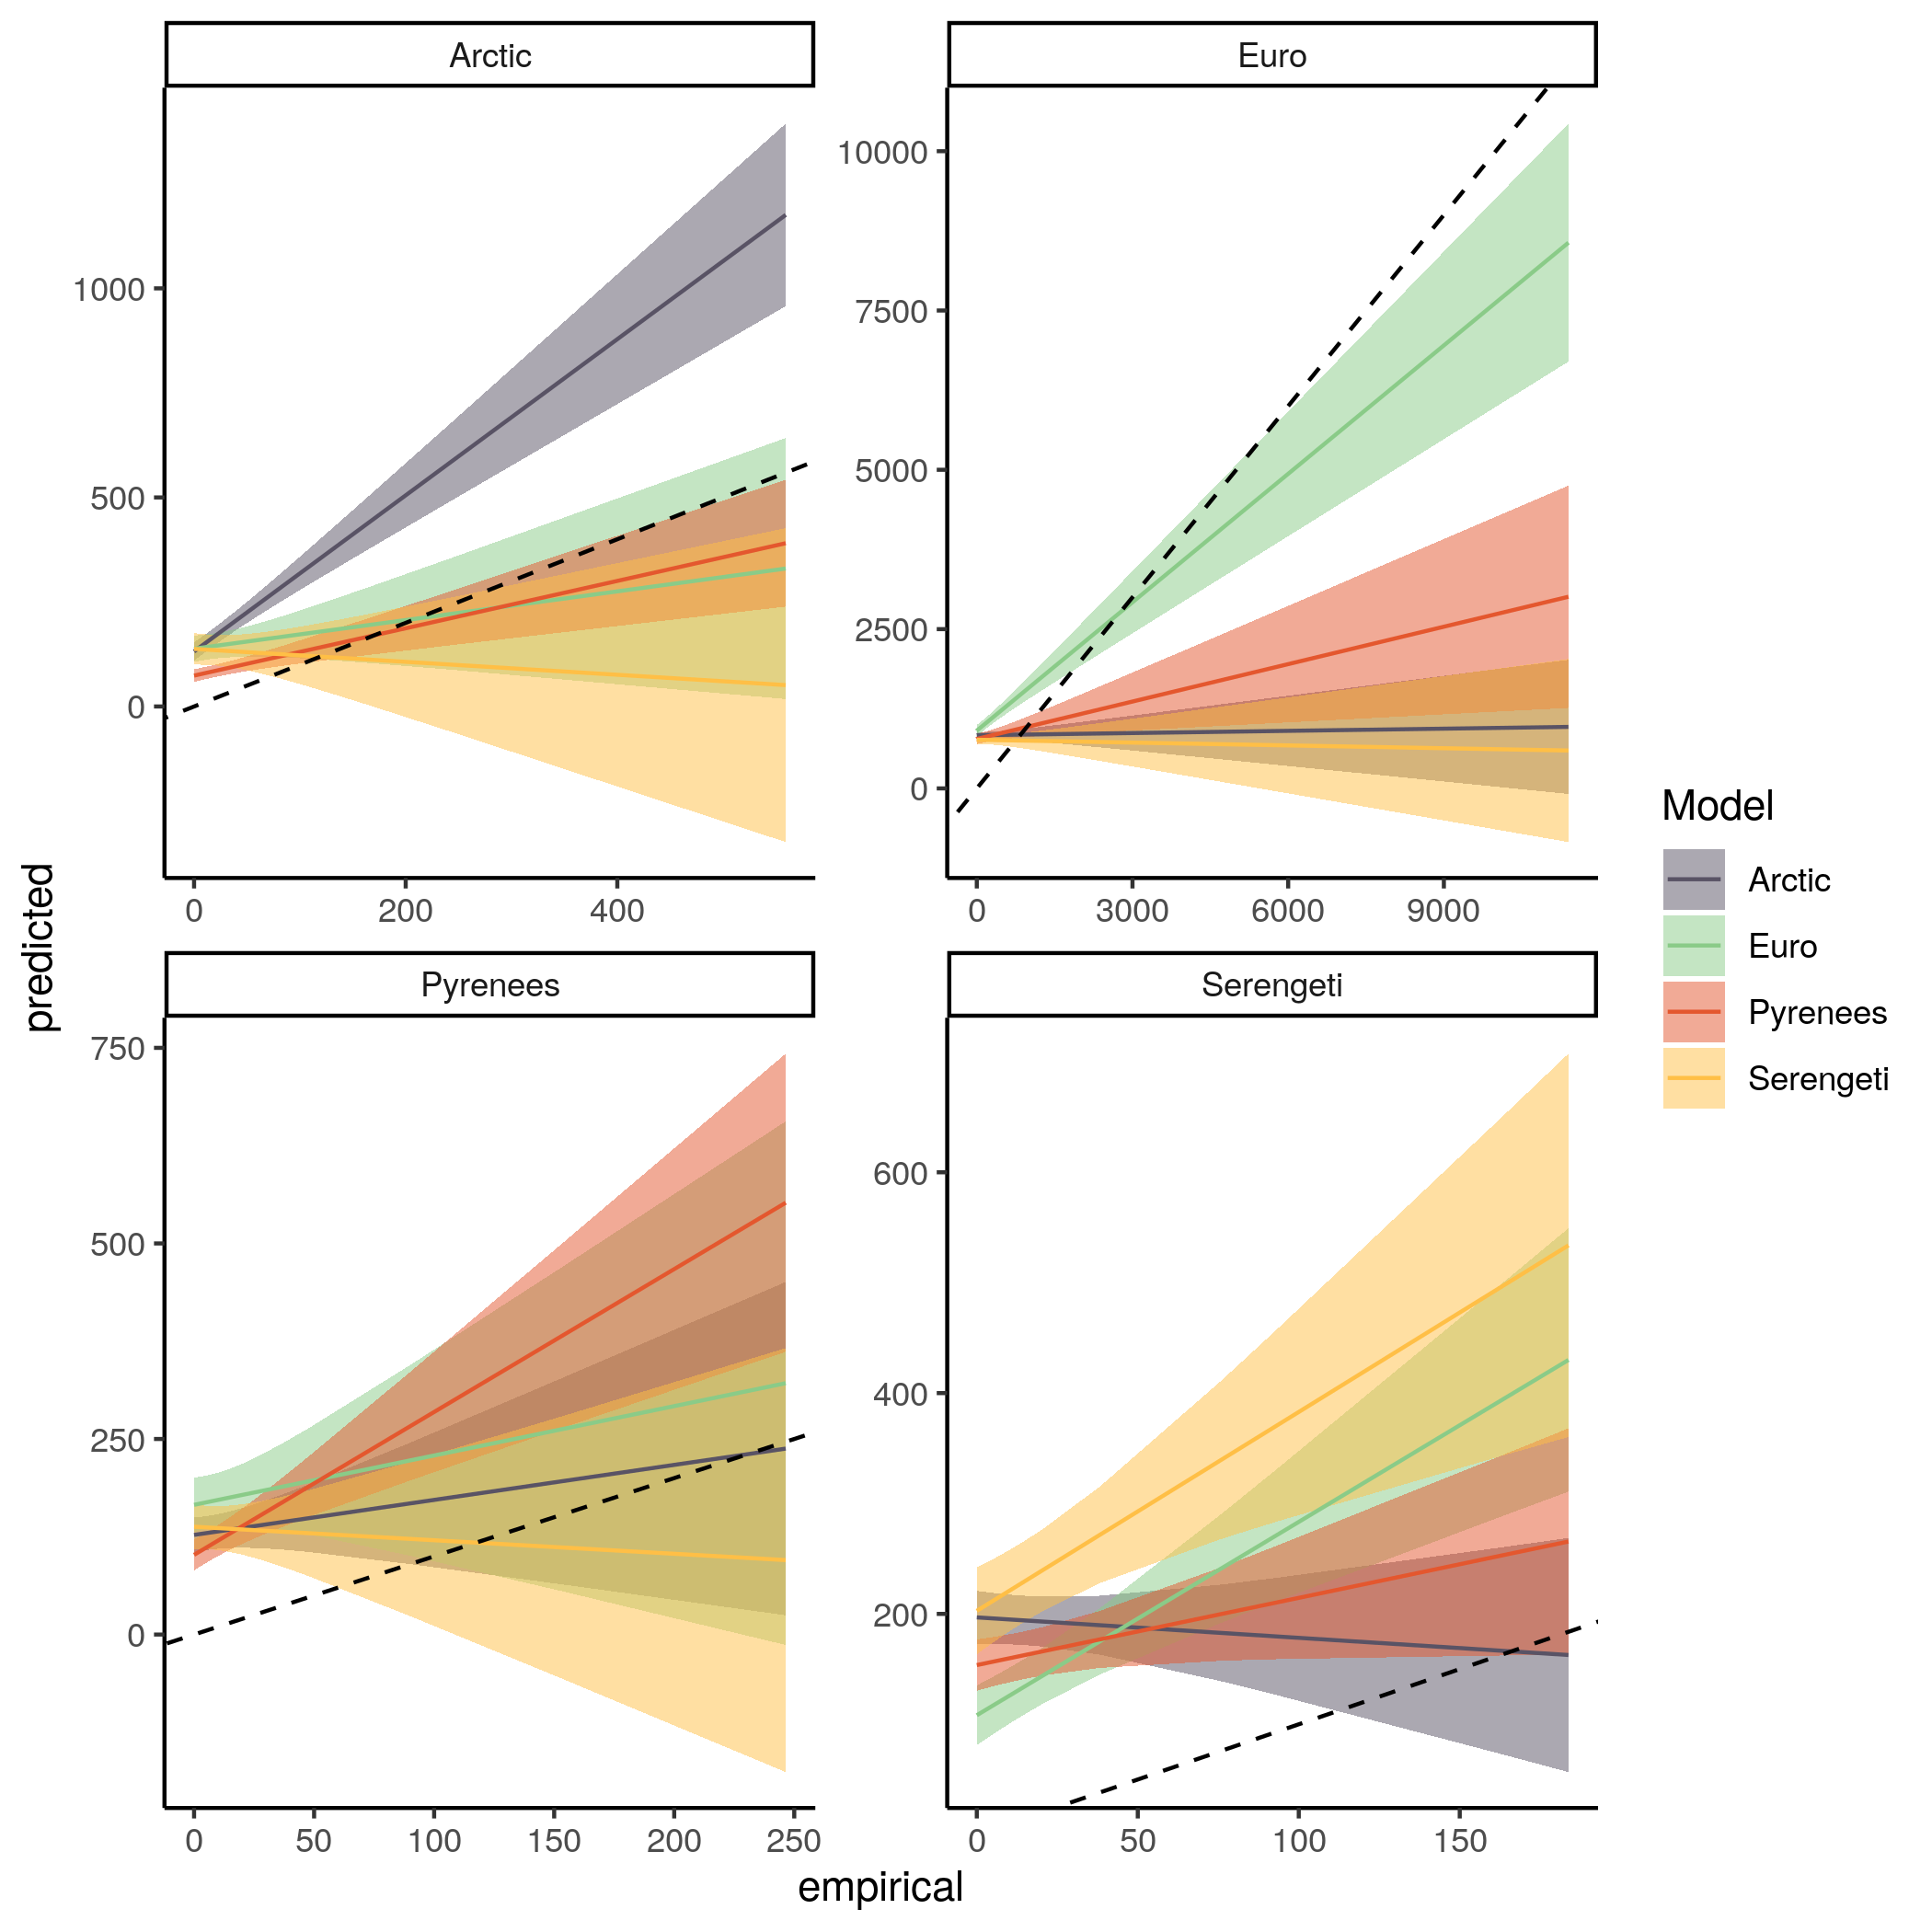 Arctic
Euro
1000
500
0
10000
7500
5000
2500
0
0 200 400
0 3000 6000 9000
predicted
Pyrenees
Serengeti
750
500
250
0
600
400
200
0 50 100 150 200 250
0 50 100 150
empirical
Model
Arctic
Euro
Pyrenees
Serengeti